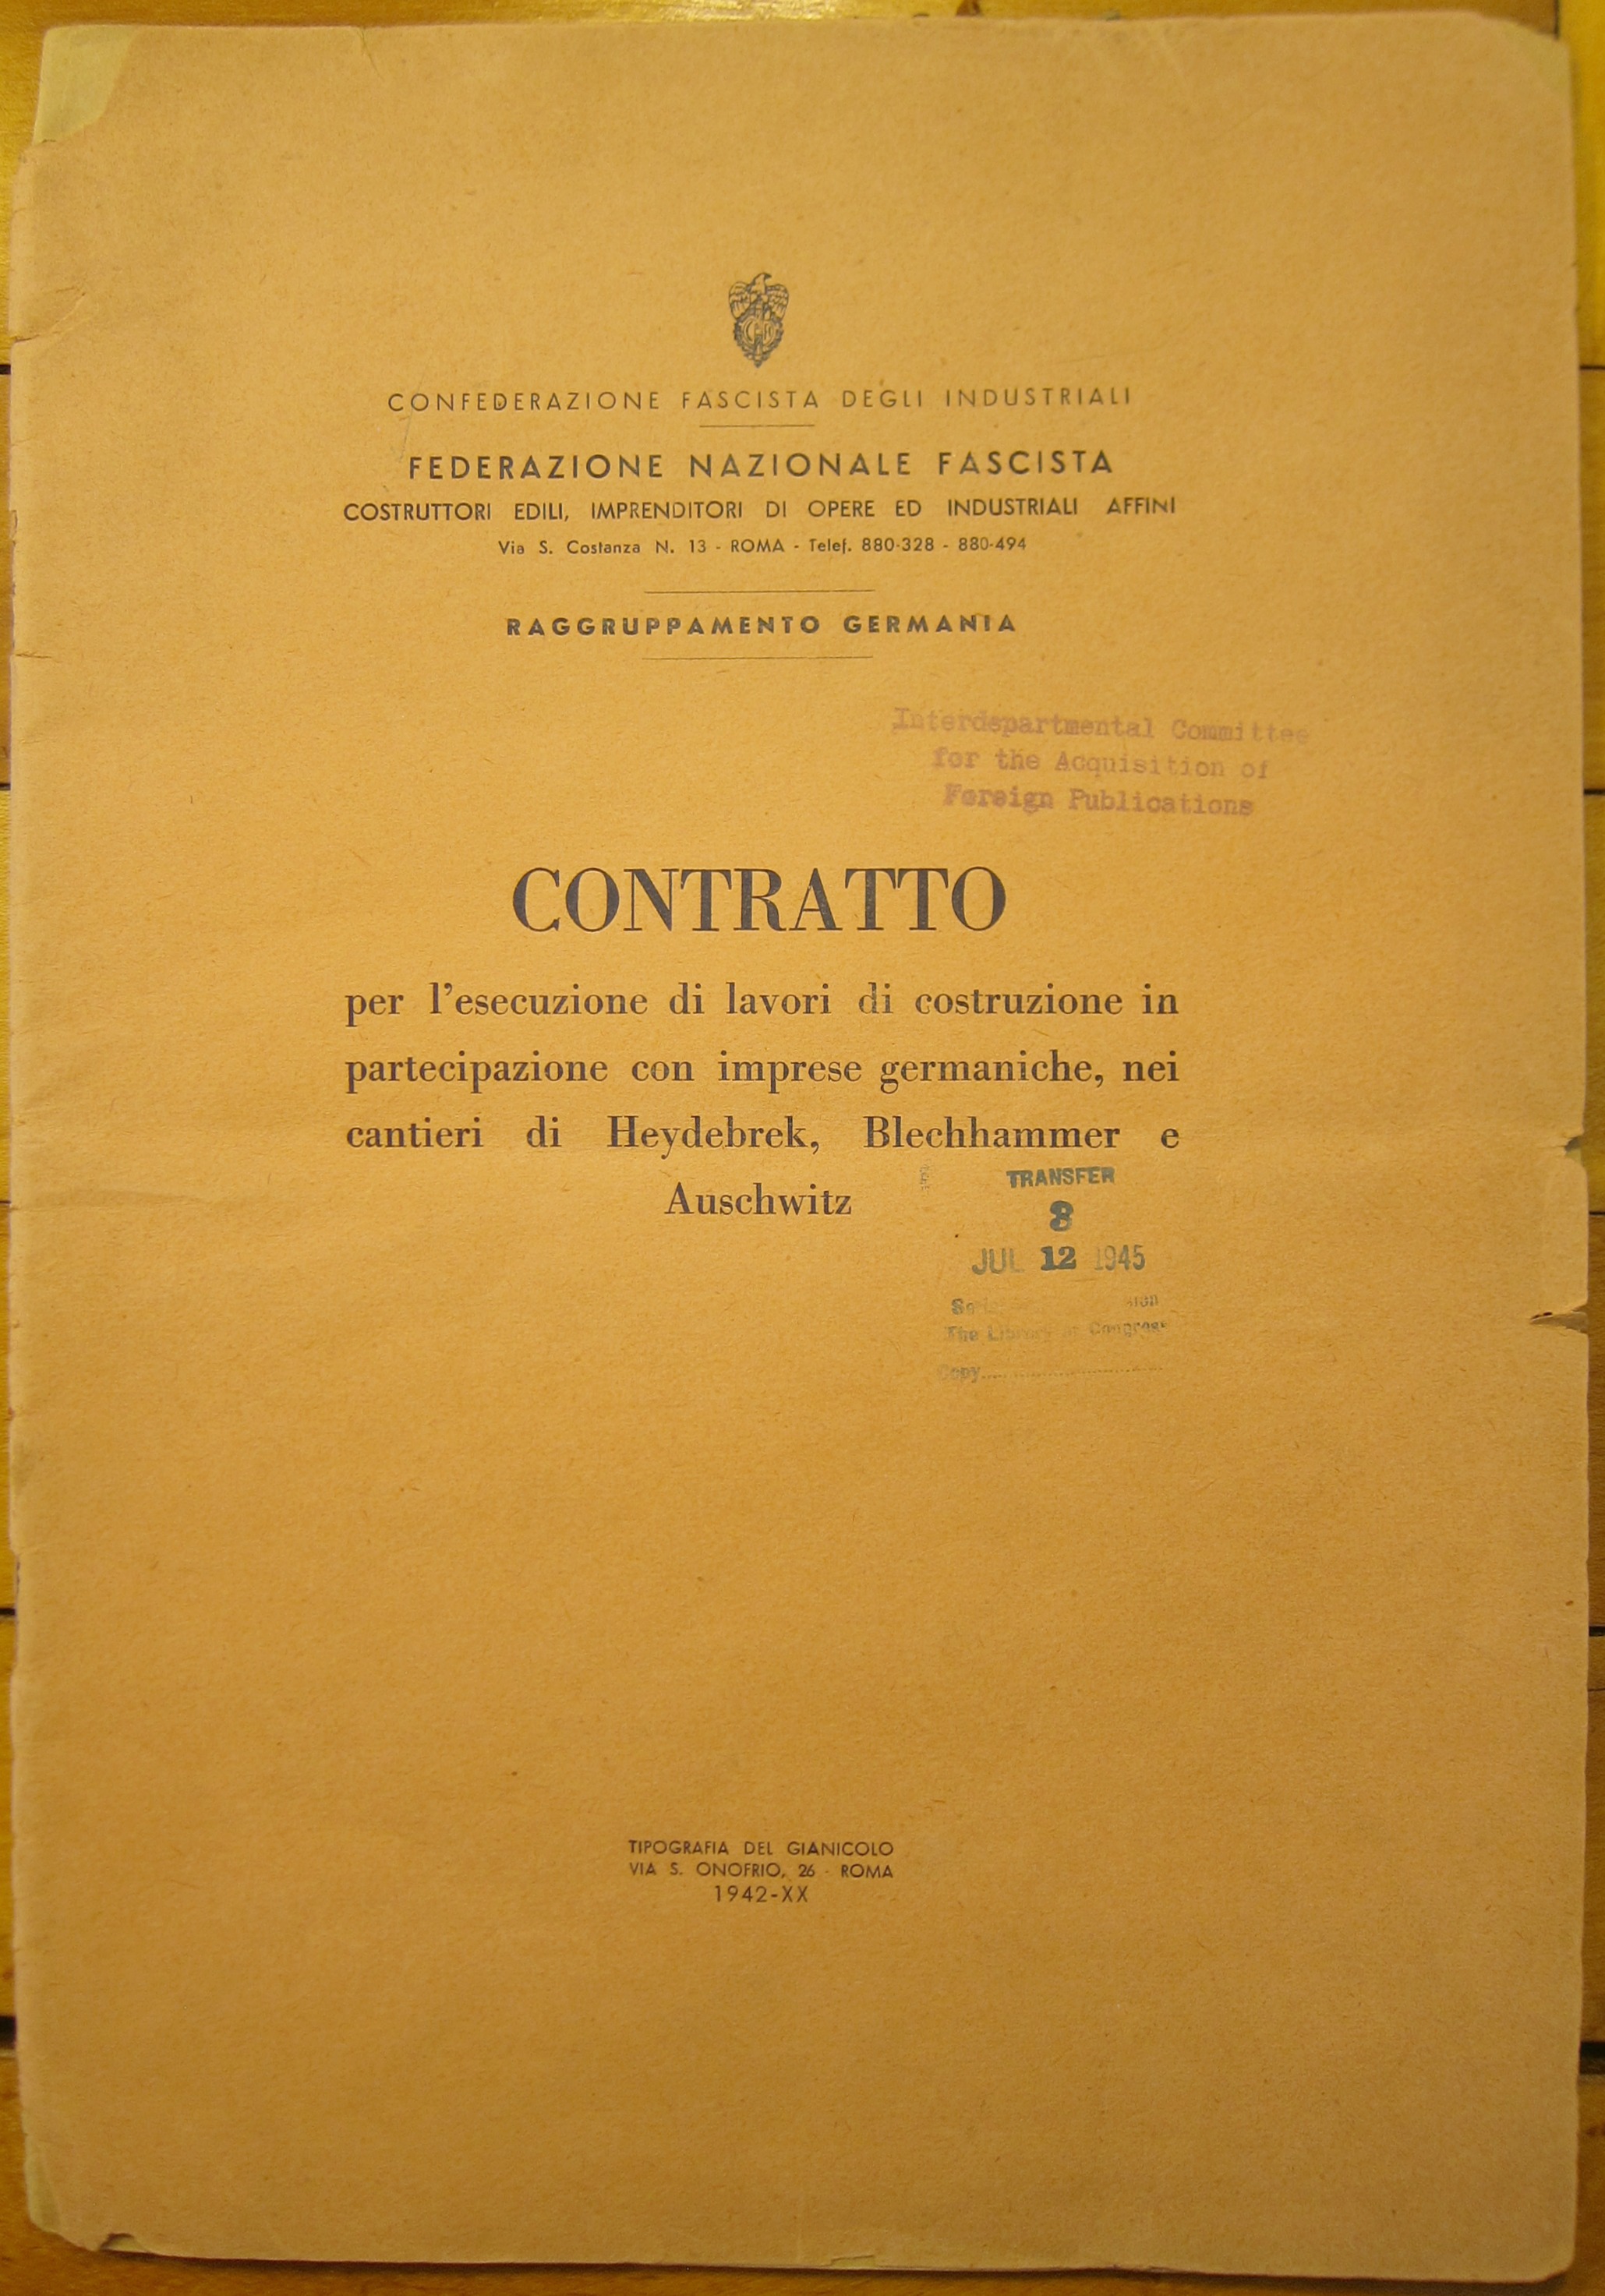 CONFEDERAZIONE FASCISTA DEGLI INDUSTRIALI
FEDERAZIONE NAZIONALE FASCISTA
COSTRUTTORI EDILI, IMPRENDITORI DI OPERE ED INDUSTRIALI AFFINI
Via S. Costanza N. 13 - ROMA - Telef. 880-328 - 880-494
RAGGRUPPAMENTO GERMANIA
Interdepartmental Committee
for the Acquisition of
Foreign Publications
CONTRATTO
per l'esecuzione di lavori di costruzione in
partecipazione con imprese germaniche, nei
cantieri di Heydebrek, Blechhammer e
Auschwitz
TRANSFER
8
JUL 12 1945
The Library of Congress
Copy
TIPOGRAFIA DEL GIANICOLO
VIA S. ONOFRIO, 26 - ROMA
1942-XX